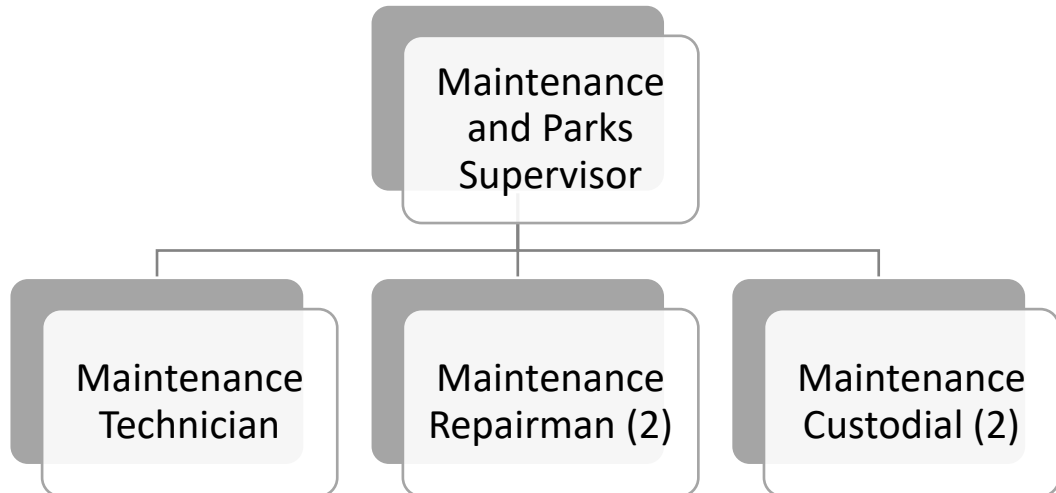 Maintenance
and Parks
Supervisor
Maintenance
Technician
Maintenance
Repairman (2)
Maintenance
Custodial (2)